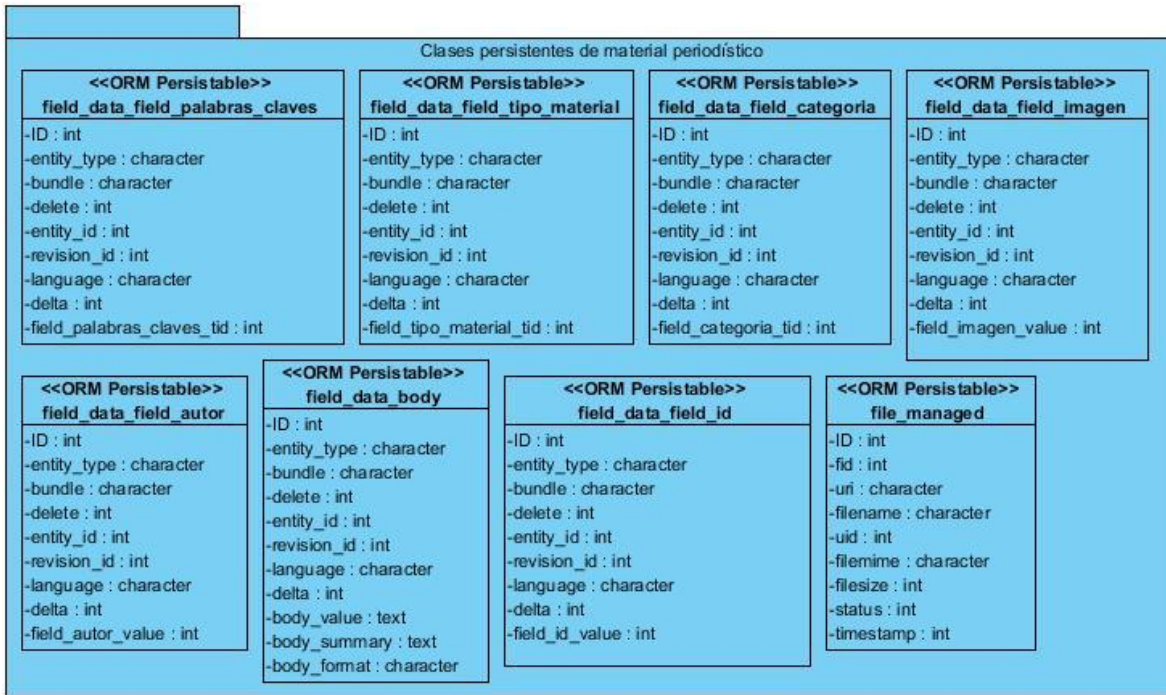 Clases persistentes de material periodístico
<<ORM Persistable>>
field_data_field_palabras_claves
-ID : int
-entity_type : character
-bundle : character
-delete : int
-entity_id : int
-revision_id : int
-language : character
-delta : int
-field_palabras_claves_tid : int
<<ORM Persistable>>
field_data_field_tipo_material
-ID : int
-entity_type : character
-bundle : character
-delete : int
-entity_id : int
-revision_id : int
-language : character
-delta : int
-field_tipo_material_tid : int
<<ORM Persistable>>
field_data_field_categoria
-ID : int
-entity_type : character
-bundle : character
-delete : int
-entity_id : int
-revision_id : int
-language : character
-delta : int
-field_categoria_tid : int
<<ORM Persistable>>
field_data_field_imagen
-ID : int
-entity_type : character
-bundle : character
-delete : int
-entity_id : int
-revision_id : int
-language : character
-delta : int
-field_imagen_value : int
<<ORM Persistable>>
field_data_field_autor
-ID : int
-entity_type : character
-bundle : character
-delete : int
-entity_id : int
-revision_id : int
-language : character
-delta : int
-field_autor_value : int
<<ORM Persistable>>
field_data_body
-ID : int
-entity_type : character
-bundle : character
-delete : int
-entity_id : int
-revision_id : int
-language : character
-delta : int
-body_value : text
-body_summary : text
-body_format : character
<<ORM Persistable>>
field_data_field_id
-ID : int
-entity_type : character
-bundle : character
-delete : int
-entity_id : int
-revision_id : int
-language : character
-delta : int
-field_id_value : int
<<ORM Persistable>>
file_managed
-ID : int
-fid : int
-uri : character
-filename : character
-uid : int
-filemime : character
-filesize : int
-status : int
-timestamp : int